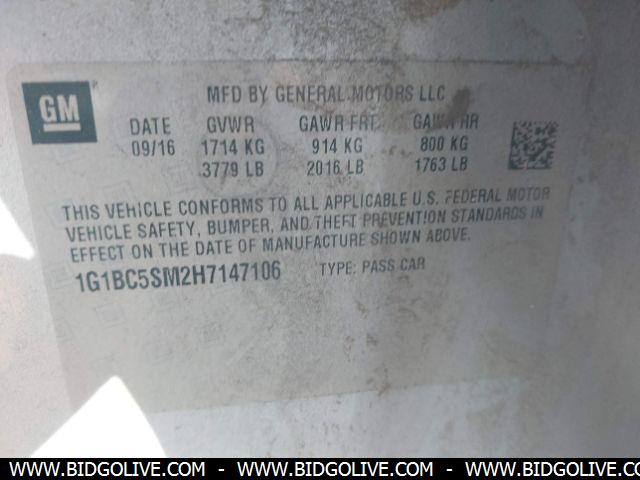 GM
MFD BY GENERAL MOTORS LLC
DATE GVWR GAWR FRT GAWR RR
09/16 1714 KG 914 KG 800 KG
3779 LB 2016 LB 1763 LB
THIS VEHICLE CONFORMS TO ALL APPLICABLE U.S. FEDERAL MOTOR
VEHICLE SAFETY, BUMPER, AND THEFT PREVENTION STANDARDS IN
EFFECT ON THE DATE OF MANUFACTURE SHOWN ABOVE.
1G1BC5SM2H7147106 TYPE: PASS CAR
WWW.BIDGOLIVE.COM - WWW.BIDGOLIVE.COM - WWW.BIDGOLIVE.COM